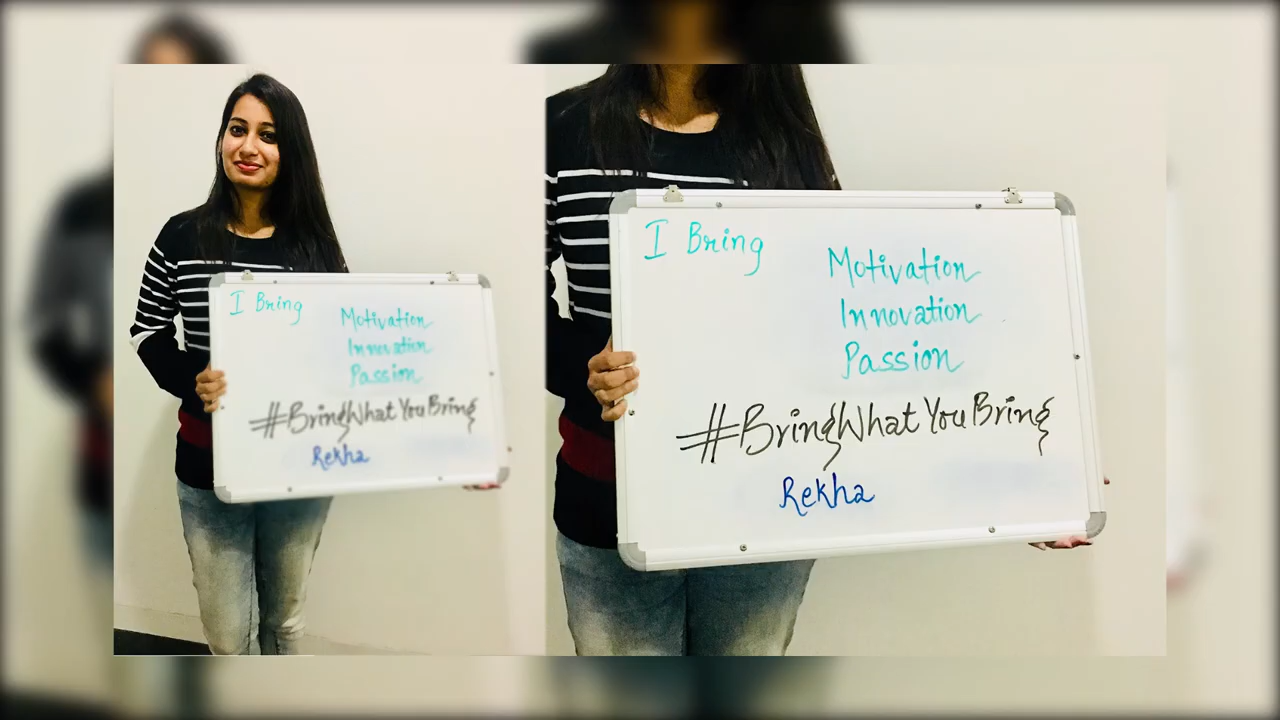 I Bring
Motivation
Innovation
Passion
#BringWhatYouBring
Rekha
I Bring
Motivation
Innovation
Passion
#BringWhatYouBring
Rekha